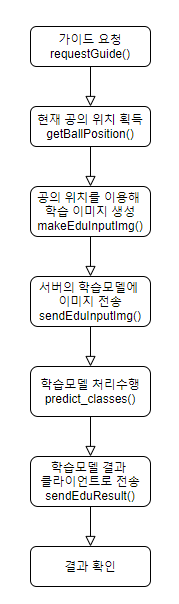 가이드 요청
requestGuide()
현재 공의 위치 획득
getBallPosition()
공의 위치를 이용해
학습 이미지 생성
makeEduInputImg()
서버의 학습모델에
이미지 전송
sendEduInputImg()
학습모델 처리수행
predict_classes()
학습모델 결과
클라이언트로 전송
sendEduResult()
결과 확인